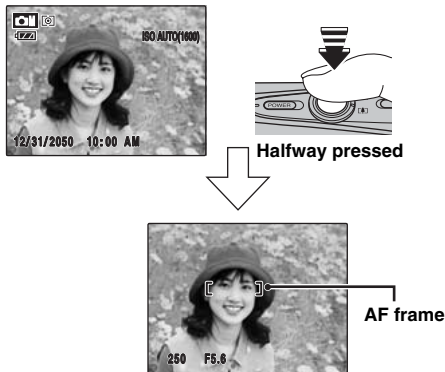 ISO AUTO(1600)
12/31/2050 10:00 AM
POWER
Halfway pressed
AF frame
250 F5.6